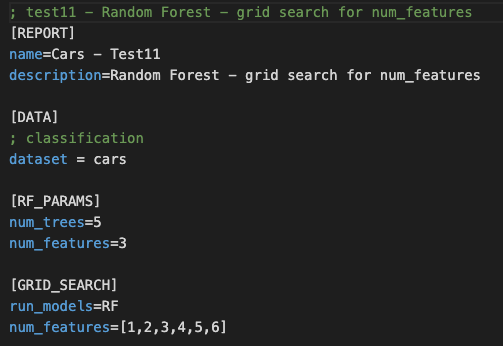 ; test11 - Random Forest - grid search for num_features
[REPORT]
name=Cars - Test11
description=Random Forest - grid search for num_features

[DATA]
; classification
dataset = cars

[RF_PARAMS]
num_trees=5
num_features=3

[GRID_SEARCH]
run_models=RF
num_features=[1,2,3,4,5,6]